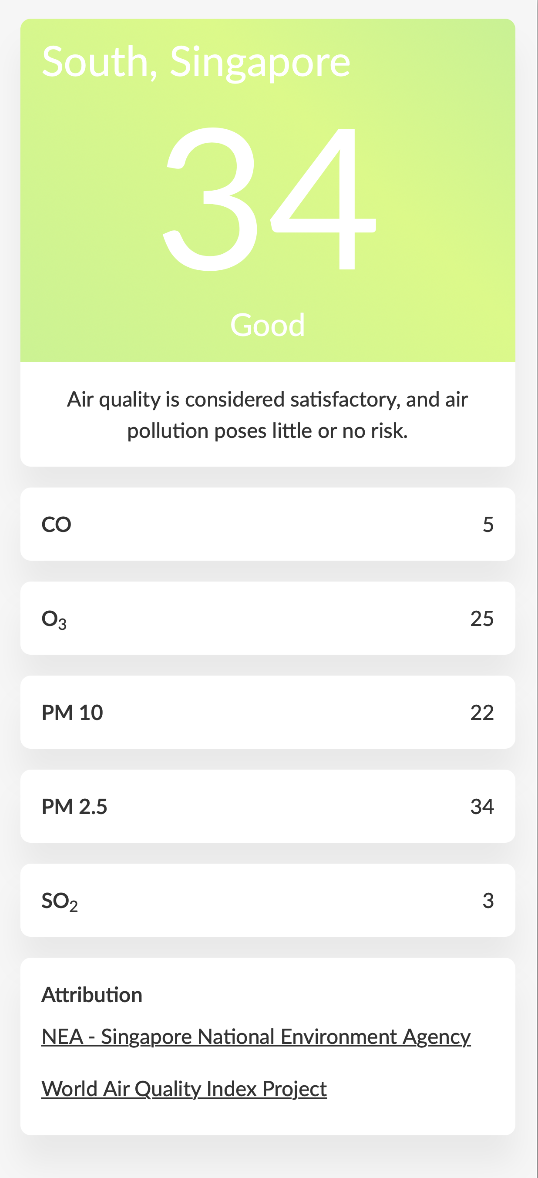 South, Singapore
34
Good
Air quality is considered satisfactory, and air
pollution poses little or no risk.
CO 5
O₃ 25
PM 10 22
PM 2.5 34
SO₂ 3
Attribution
NEA - Singapore National Environment Agency
World Air Quality Index Project